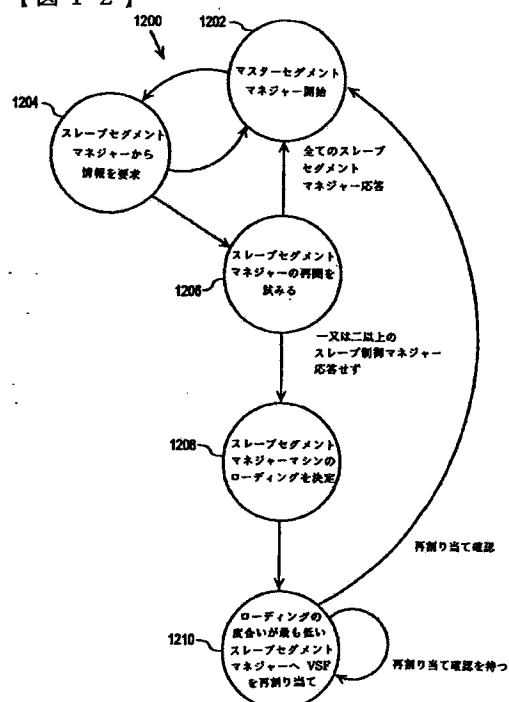 【図１２】
1200
1202
マスターセグメント
マネジャー開始
1204
スレーブセグメント
マネジャーから
情報を要求
全てのスレーブ
セグメント
マネジャー応答
スレーブセグメント
マネジャーの再開を
試みる
1206
一又は二以上の
スレーブ制御マネジャー
応答せず
1208
スレーブセグメント
マネジャーマシンの
ローディングを決定
再割り当て確認
1210
ローディングの
度合いが最も低い
スレーブセグメント
マネジャーへ VSF
を再割り当て
再割り当て確認を待つ